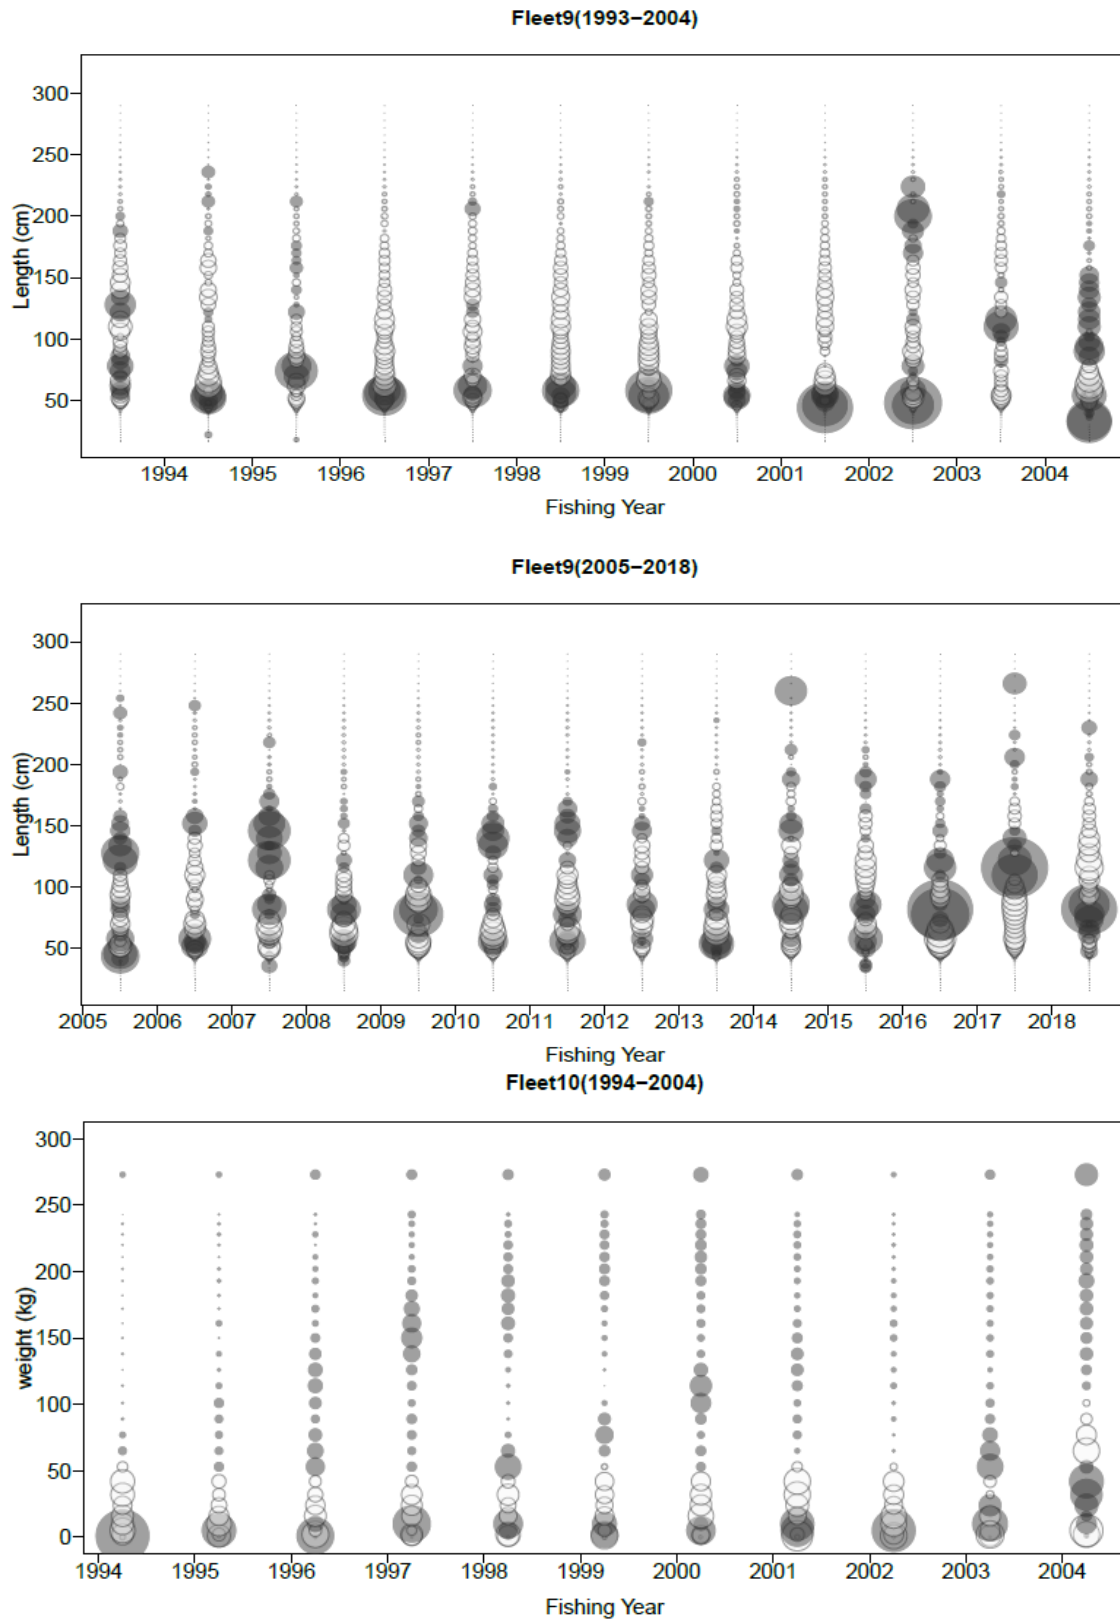 Fleet9(1993−2004)
300
250
200
150
100
50
Length (cm)
1994 1995 1996 1997 1998 1999 2000 2001 2002 2003 2004
Fishing Year
Fleet9(2005−2018)
300
250
200
150
100
50
Length (cm)
2005 2006 2007 2008 2009 2010 2011 2012 2013 2014 2015 2016 2017 2018
Fishing Year
Fleet10(1994−2004)
300
250
200
150
100
50
0
weight (kg)
1994 1995 1996 1997 1998 1999 2000 2001 2002 2003 2004
Fishing Year